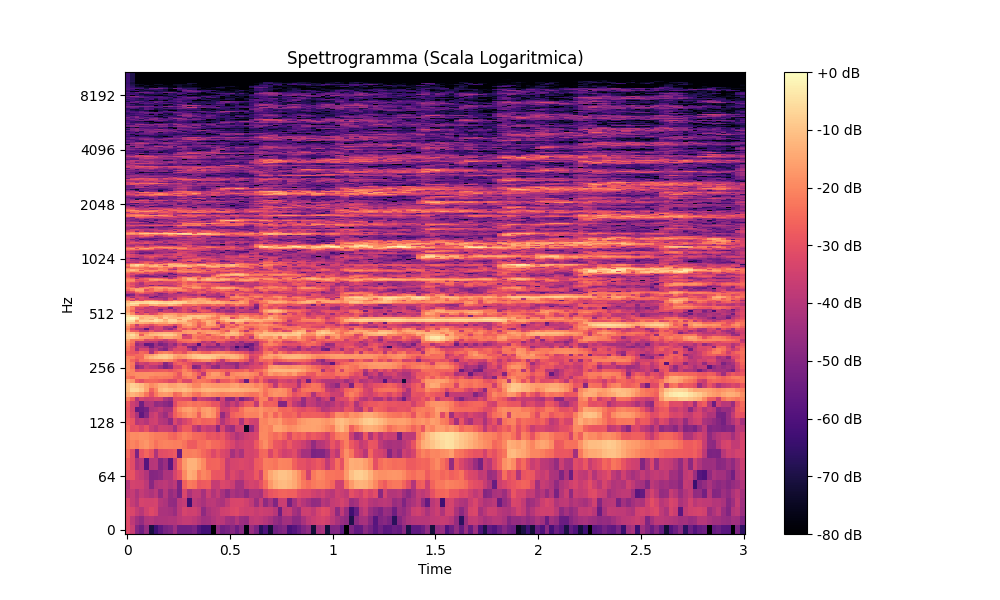 Spettrogramma (Scala Logaritmica)
Hz
8192
4096
2048
1024
512
256
128
64
0
0 0.5 1 1.5 2 2.5 3
Time
+0 dB
-10 dB
-20 dB
-30 dB
-40 dB
-50 dB
-60 dB
-70 dB
-80 dB